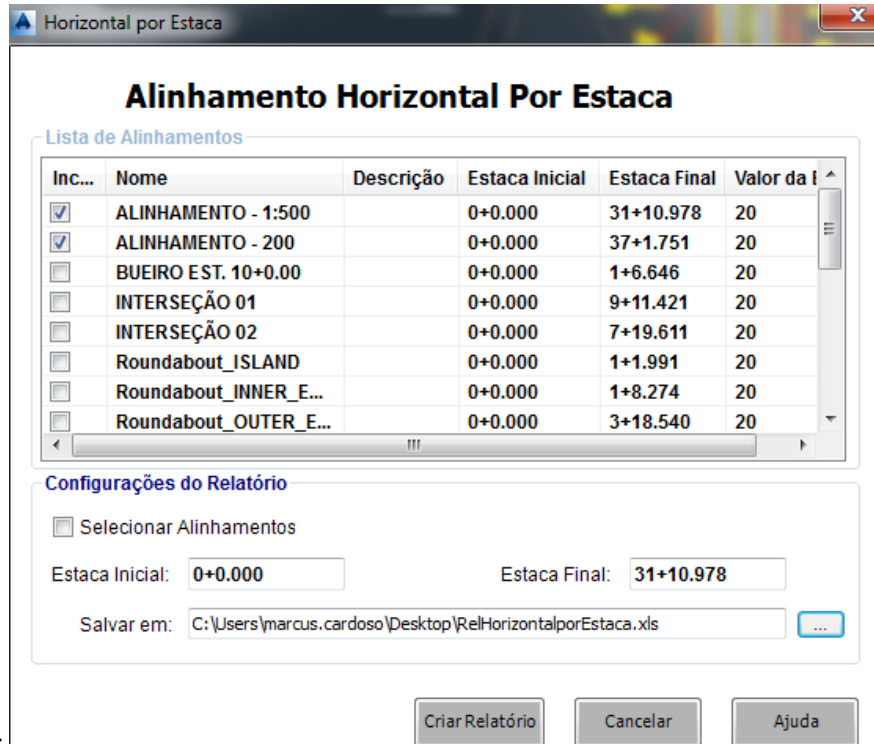 Horizontal por Estaca
Alinhamento Horizontal Por Estaca
Lista de Alinhamentos
Inc... Nome Descrição Estaca Inicial Estaca Final Valor da E
ALINHAMENTO - 1:500 0+0.000 31+10.978 20
ALINHAMENTO - 200 0+0.000 37+1.751 20
BUEIRO EST. 10+0.00 0+0.000 1+6.646 20
INTERSEÇÃO 01 0+0.000 9+11.421 20
INTERSEÇÃO 02 0+0.000 7+19.611 20
Roundabout_ISLAND 0+0.000 1+1.991 20
Roundabout_INNER_E... 0+0.000 1+8.274 20
Roundabout_OUTER_E... 0+0.000 3+18.540 20
Configurações do Relatório
Selecionar Alinhamentos
Estaca Inicial: 0+0.000 Estaca Final: 31+10.978
Salvar em: C:\Users\marcus.cardoso\Desktop\RelHorizontalporEstaca.xls ...
Criar Relatório Cancelar Ajuda